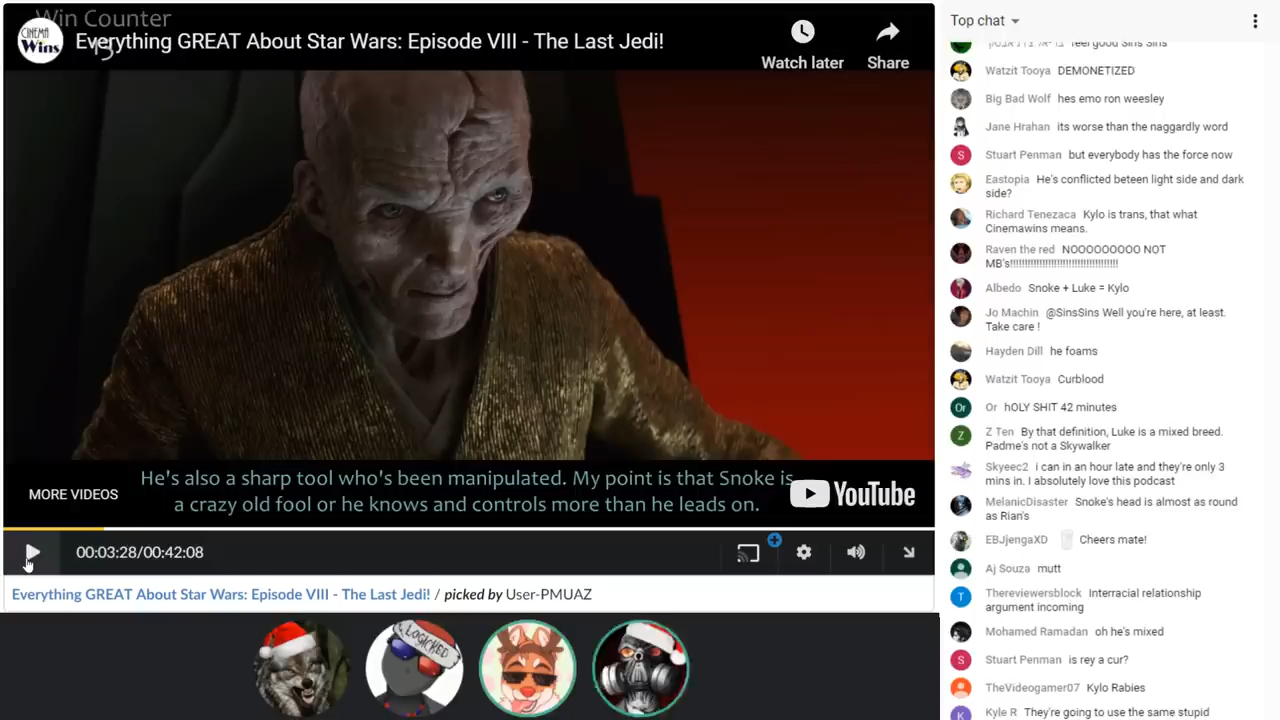 Win Counter
15
CINEMA
Wins
Everything GREAT About Star Wars: Episode VIII - The Last Jedi!
Watch later
Share
He's also a sharp tool who's been manipulated. My point is that Snoke is
a crazy old fool or he knows and controls more than he leads on.
MORE VIDEOS
YouTube
00:03:28/00:42:08
Everything GREAT About Star Wars: Episode VIII - The Last Jedi! / picked by User-PMUAZ
LOGICKED
Top chat
feel good Sins Sins
Watzit Tooya DEMONETIZED
Big Bad Wolf hes emo ron weesley
Jane Hrahan its worse than the naggardly word
S Stuart Penman but everybody has the force now
Eastopia He's conflicted beteen light side and dark
side?
Richard Tenezaca Kylo is trans, that what
Cinemawins means.
Raven the red NOOOOOOOOO NOT
MB's!!!!!!!!!!!!!!!!!!!!!!!!!!!!!!!!!!!!!
Albedo Snoke + Luke = Kylo
Jo Machin @SinsSins Well you're here, at least.
Take care !
Hayden Dill he foams
Watzit Tooya Curblood
Or Or hOLY SHIT 42 minutes
Z Z Ten By that definition, Luke is a mixed breed.
Padme's not a Skywalker
Skyeec2 i can in an hour late and they're only 3
mins in. I absolutely love this podcast
MelanicDisaster Snoke's head is almost as round
as Rian's
EBJjengaXD Cheers mate!
Aj Souza mutt
T Thereviewersblock Interracial relationship
argument incoming
Mohamed Ramadan oh he's mixed
S Stuart Penman is rey a cur?
TheVideogamer07 Kylo Rabies
K Kyle R They're going to use the same stupid